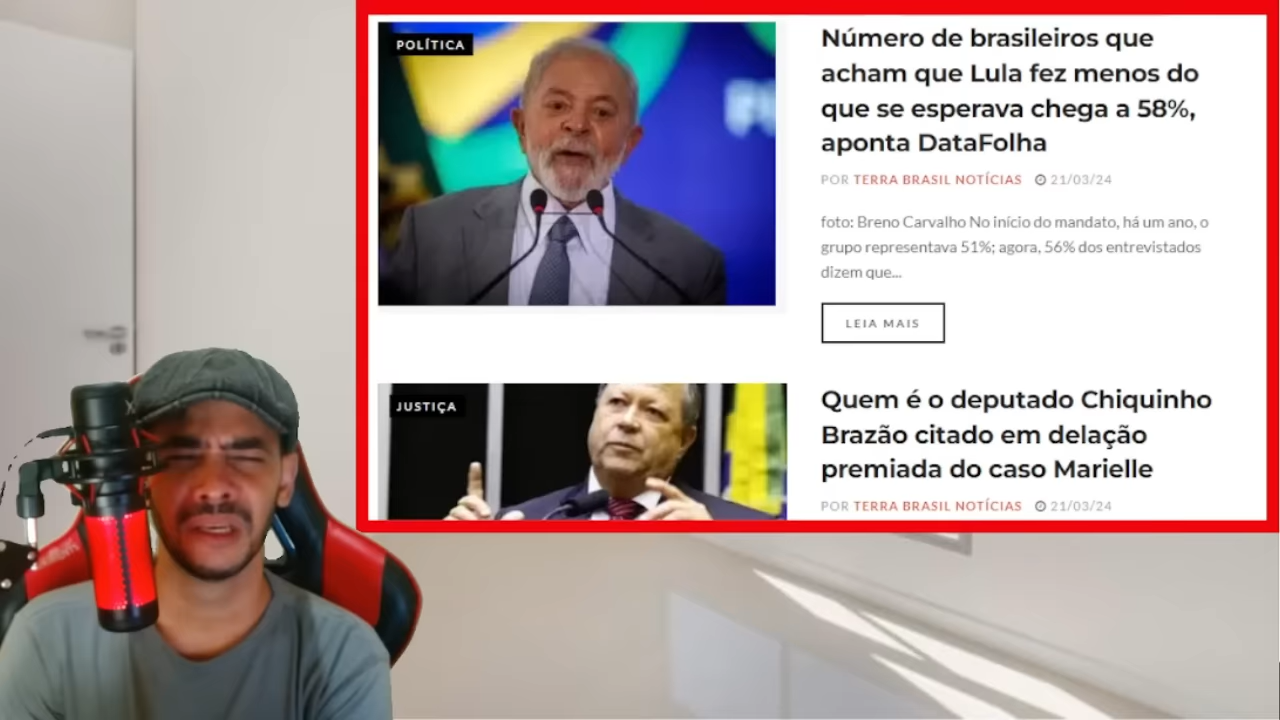 POLÍTICA
Número de brasileiros que
acham que Lula fez menos do
que se esperava chega a 58%,
aponta DataFolha
POR TERRA BRASIL NOTÍCIAS 21/03/24
foto: Breno Carvalho No início do mandato, há um ano, o
grupo representava 51%; agora, 56% dos entrevistados
dizem que...
LEIA MAIS
JUSTIÇA
Quem é o deputado Chiquinho
Brazão citado em delação
premiada do caso Marielle
POR TERRA BRASIL NOTÍCIAS 21/03/24